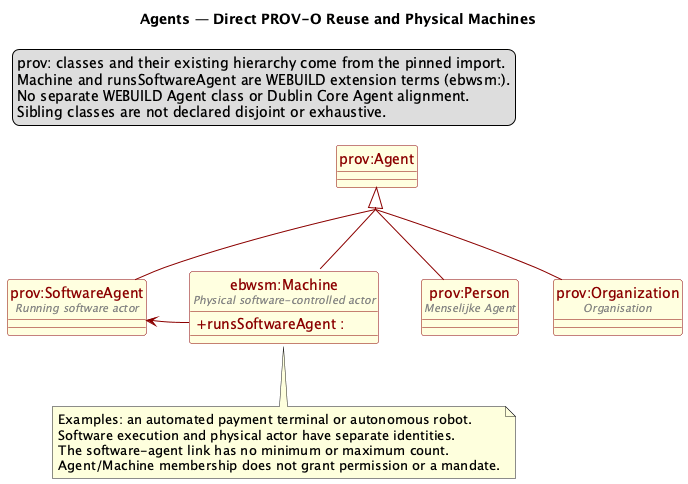 Agents — Direct PROV-O Reuse and Physical Machines
prov: classes and their existing hierarchy come from the pinned import.
Machine and runsSoftwareAgent are WEBUILD extension terms (ebwsm:).
No separate WEBUILD Agent class or Dublin Core Agent alignment.
Sibling classes are not declared disjoint or exhaustive.
prov:Agent
prov:SoftwareAgent
Running software actor
ebwsm:Machine
Physical software-controlled actor
+runsSoftwareAgent :
prov:Person
Menselijke Agent
prov:Organization
Organisation
Examples: an automated payment terminal or autonomous robot.
Software execution and physical actor have separate identities.
The software-agent link has no minimum or maximum count.
Agent/Machine membership does not grant permission or a mandate.